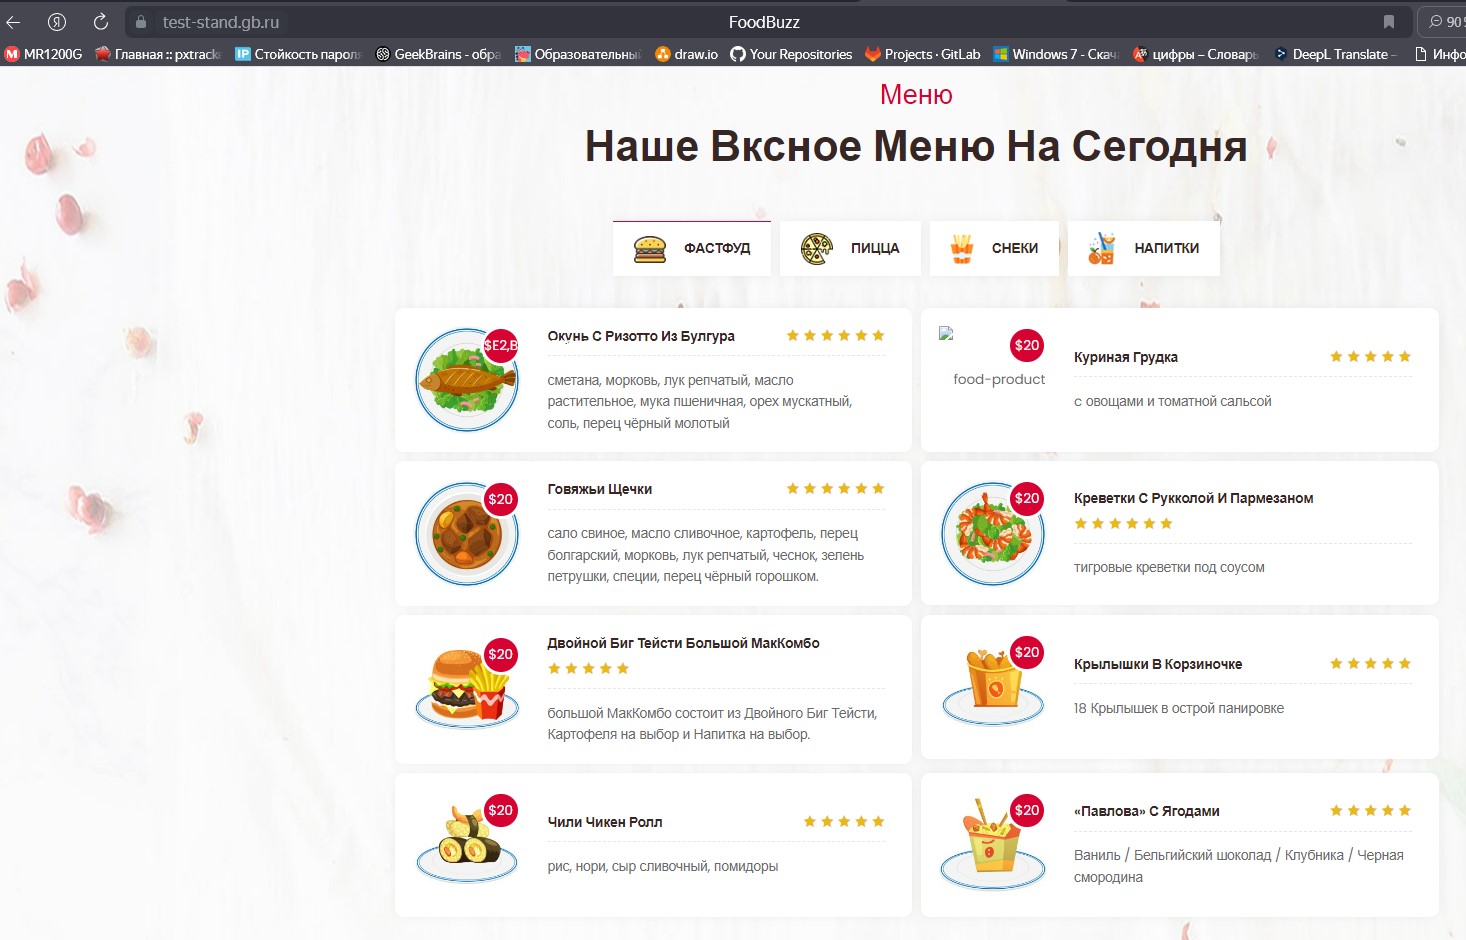 test-stand.gb.ru
FoodBuzz
90
MR1200G
Главная :: pxtrack
Стойкость пароля
GeekBrains - обра
Образовательный
draw.io
Your Repositories
Projects · GitLab
Windows 7 - Скача
цифры – Словарь
DeepL Translate –
Инфо
Меню
Наше Вксное Меню На Сегодня
ФАСТФУД
ПИЦЦА
СНЕКИ
НАПИТКИ
$E2,B
Окунь С Ризотто Из Булгура
сметана, морковь, лук репчатый, масло
растительное, мука пшеничная, орех мускатный,
соль, перец чёрный молотый
food-product
$20
Куриная Грудка
с овощами и томатной сальсой
$20
Говяжьи Щечки
сало свиное, масло сливочное, картофель, перец
болгарский, морковь, лук репчатый, чеснок, зелень
петрушки, специи, перец чёрный горошком.
$20
Креветки С Рукколой И Пармезаном
тигровые креветки под соусом
$20
Двойной Биг Тейсти Большой МакКомбо
большой МакКомбо состоит из Двойного Биг Тейсти,
Картофеля на выбор и Напитка на выбор.
$20
Крылышки В Корзиночке
18 Крылышек в острой панировке
$20
Чили Чикен Ролл
рис, нори, сыр сливочный, помидоры
$20
«Павлова» С Ягодами
Ваниль / Бельгийский шоколад / Клубника / Черная
смородина